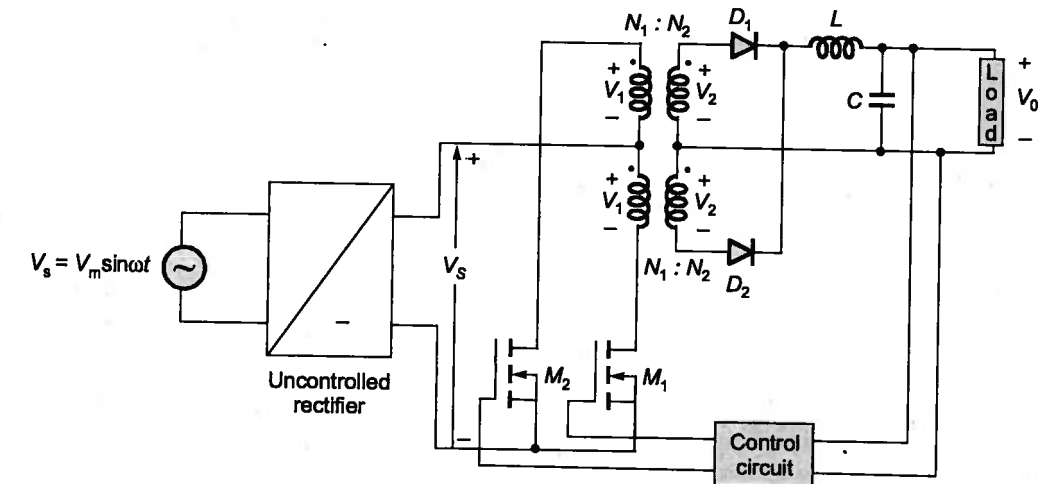 N₁ : N₂
D₁
L
+
V₁
–
+
V₂
–
C
Load
+
V₀
–
+
V₁
–
+
V₂
–
N₁ : N₂
D₂
Vₛ = Vₘsinωt
~
–
Uncontrolled
rectifier
+
V_S
–
M₂
M₁
Control
circuit